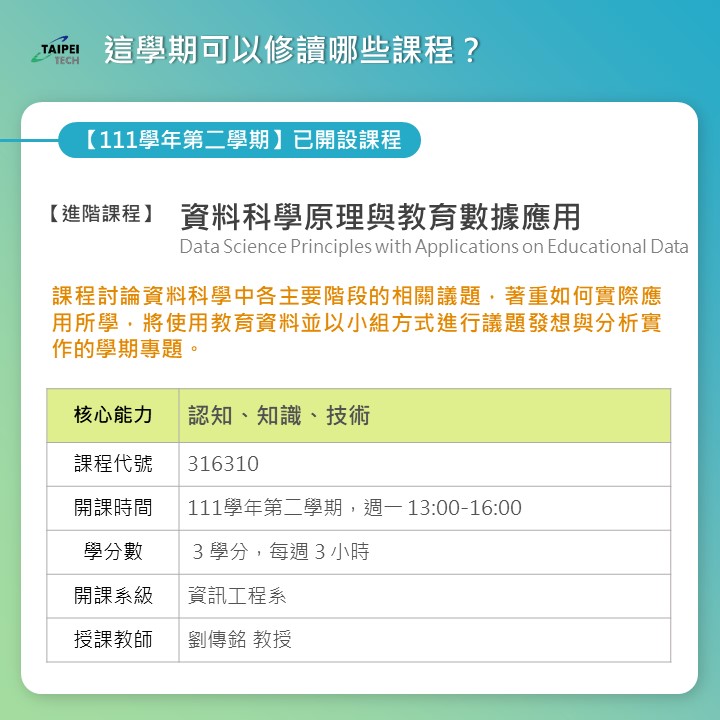 TAIPEI
TECH
這學期可以修讀哪些課程？
【111學年第二學期】已開設課程
【進階課程】 資料科學原理與教育數據應用
Data Science Principles with Applications on Educational Data
課程討論資料科學中各主要階段的相關議題，著重如何實際應
用所學，將使用教育資料並以小組方式進行議題發想與分析實
作的學期專題。
核心能力 認知、知識、技術
課程代號 316310
開課時間 111學年第二學期，週一 13:00-16:00
學分數 3 學分，每週 3 小時
開課系級 資訊工程系
授課教師 劉傳銘 教授